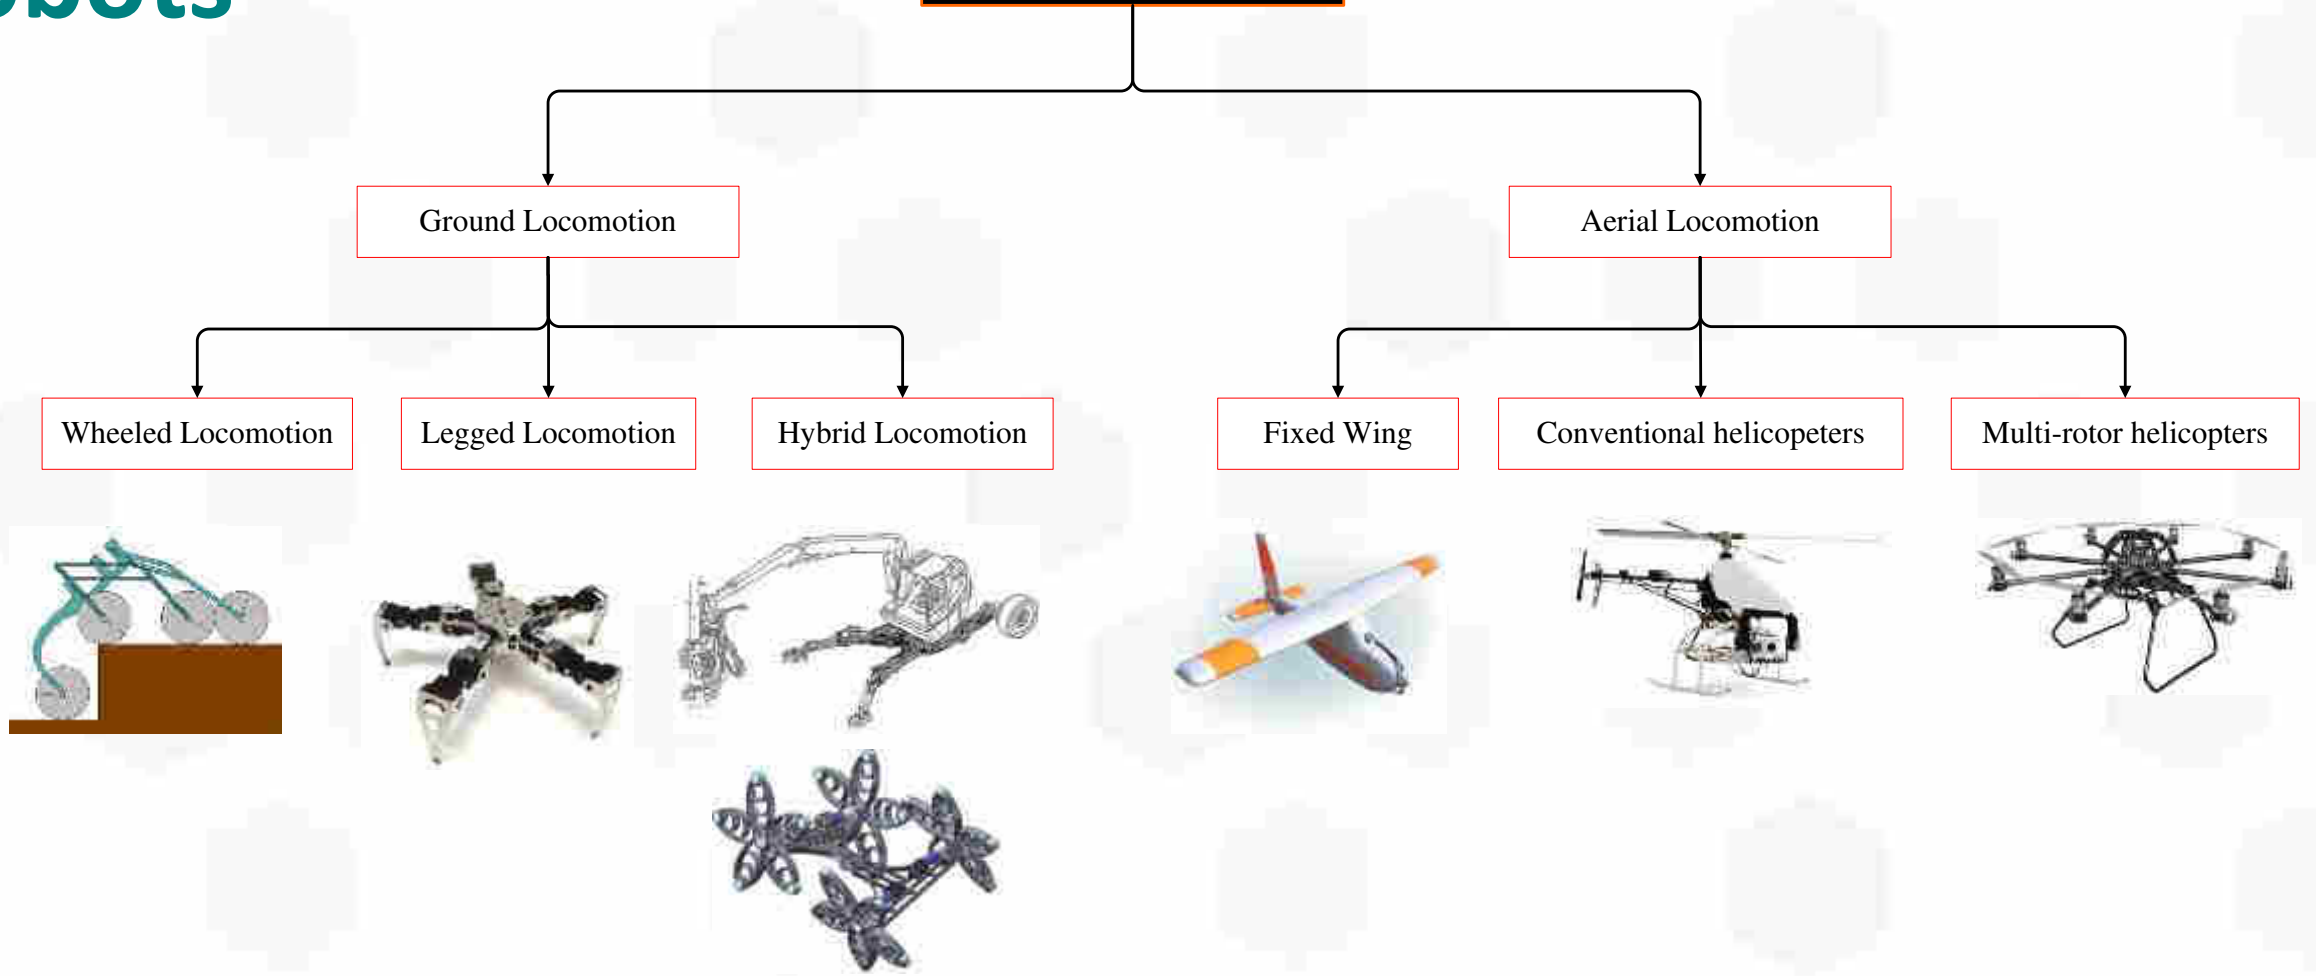 obots
Ground Locomotion
Aerial Locomotion
Wheeled Locomotion
Legged Locomotion
Hybrid Locomotion
Fixed Wing
Conventional helicopeters
Multi-rotor helicopters